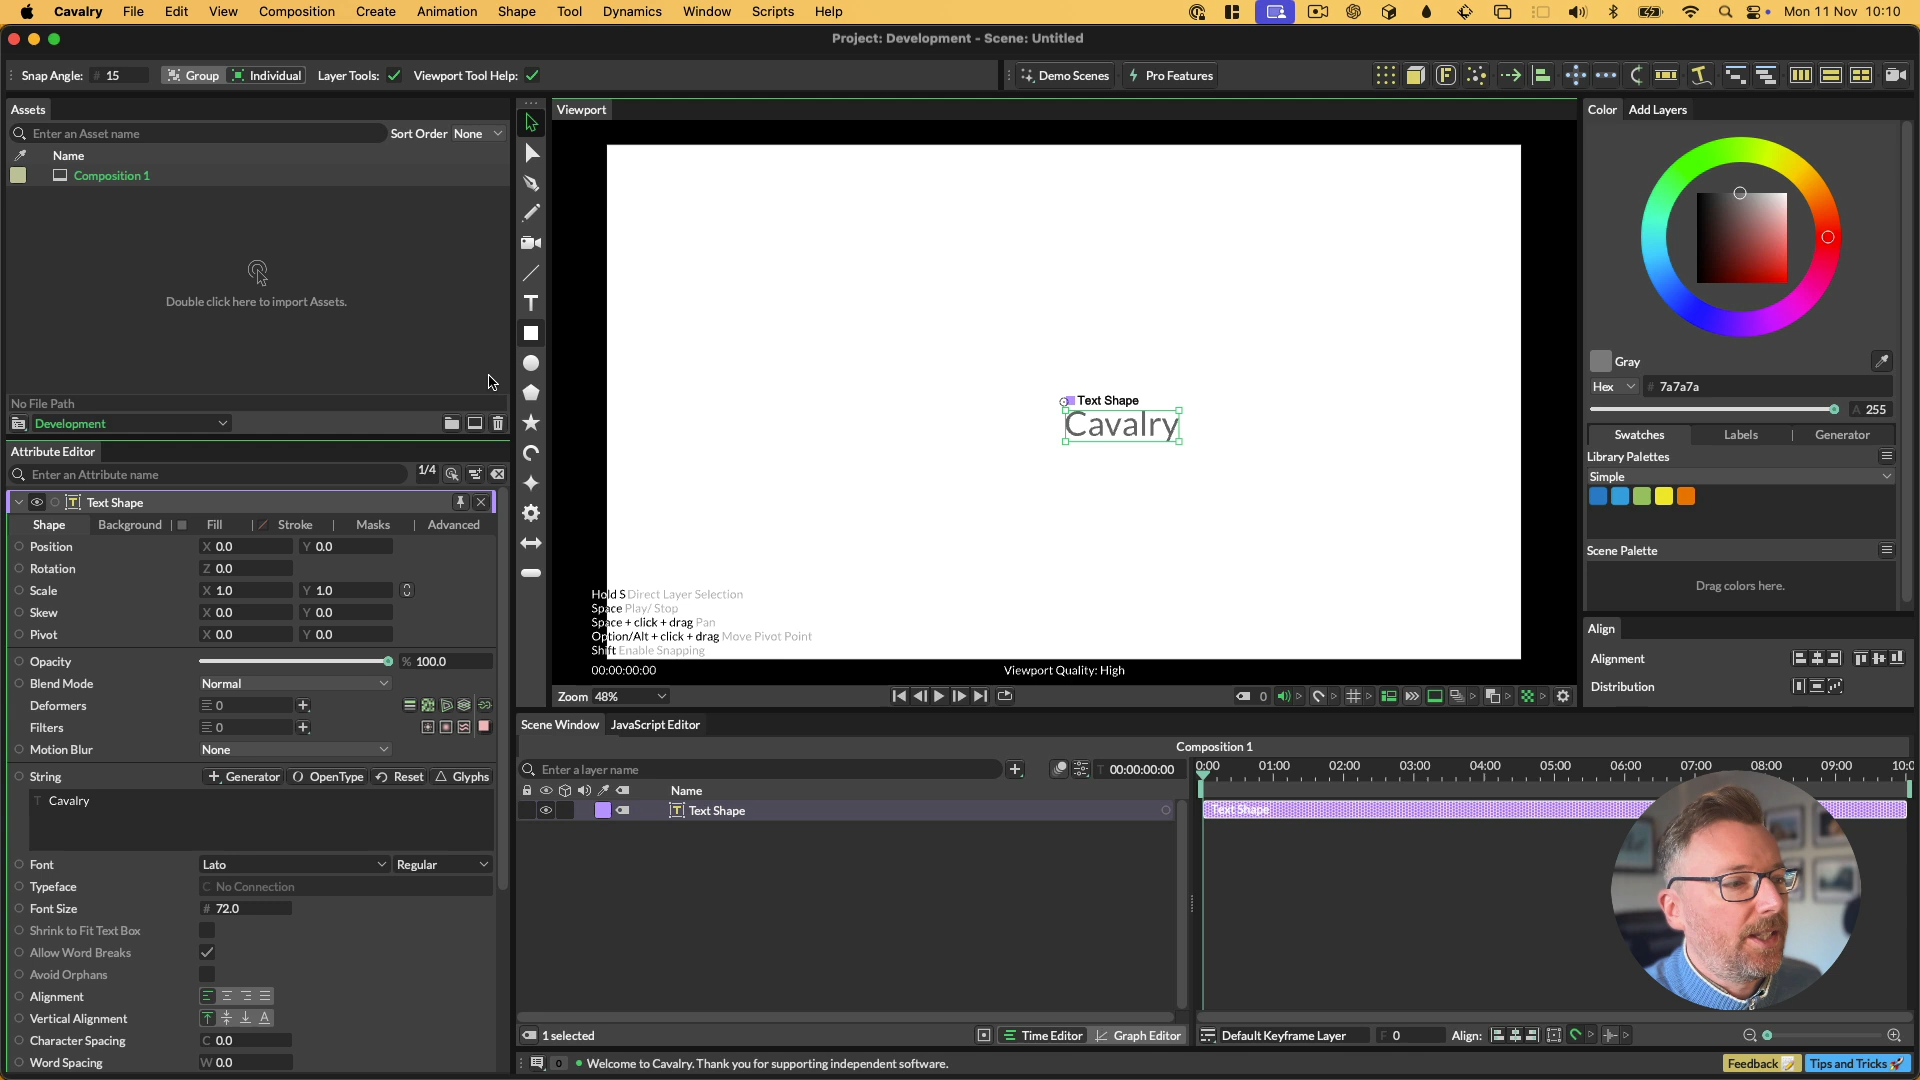 Cavalry File Edit View Composition Create Animation Shape Tool Dynamics Window Scripts Help Mon 11 Nov 10:10
Project: Development - Scene: Untitled
Snap Angle: # 15 Group Individual Layer Tools: Viewport Tool Help: Demo Scenes Pro Features
Assets
Enter an Asset name Sort Order None
Name
Composition 1
Double click here to import Assets.
No File Path
Development
Attribute Editor
Enter an Attribute name 1/4
Text Shape
Shape Background Fill Stroke Masks Advanced
Position X 0.0 Y 0.0
Rotation Z 0.0
Scale X 1.0 Y 1.0
Skew X 0.0 Y 0.0
Pivot X 0.0 Y 0.0
Opacity % 100.0
Blend Mode Normal
Deformers 0
Filters 0
Motion Blur None
String Generator OpenType Reset Glyphs
T Cavalry
Font Lato Regular
Typeface C No Connection
Font Size # 72.0
Shrink to Fit Text Box
Allow Word Breaks
Avoid Orphans
Alignment
Vertical Alignment
Character Spacing C 0.0
Word Spacing W 0.0
Viewport
Text Shape
Cavalry
Hold S Direct Layer Selection
Space Play/ Stop
Space + click + drag Pan
Option/Alt + click + drag Move Pivot Point
Shift Enable Snapping
00:00:00:00 Viewport Quality: High
Zoom 48% 0
Scene Window JavaScript Editor
Composition 1
Enter a layer name T 00:00:00:00 0:00 01:00 02:00 03:00 04:00 05:00 06:00 07:00 08:00 09:00 10:0
Name
Text Shape Text Shape
1 selected Time Editor Graph Editor Default Keyframe Layer F 0 Align:
0 Welcome to Cavalry. Thank you for supporting independent software. Feedback Tips and Tricks
Color Add Layers
Gray
Hex # 7a7a7a
A 255
Swatches Labels Generator
Library Palettes
Simple
Scene Palette
Drag colors here.
Align
Alignment
Distribution